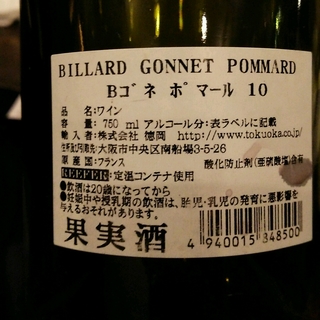 BILLARD GONNET POMMARD
Bゴネ ポマール 10
品名:ワイン
容量:750 ml アルコール分:表ラベルに記載
輸入者:株式会社 徳岡 http://www.tokuoka.co.jp/
住所及び引取先:大阪市中央区南船場3-5-26
原産国:フランス 酸化防止剤(亜硫酸塩)含有
REEFER:定温コンテナ使用
●飲酒は20歳になってから
●妊娠中や授乳期の飲酒は、胎児・乳児の発育に悪影響を
与えるおそれがあります。
果実酒
4 940015 848500